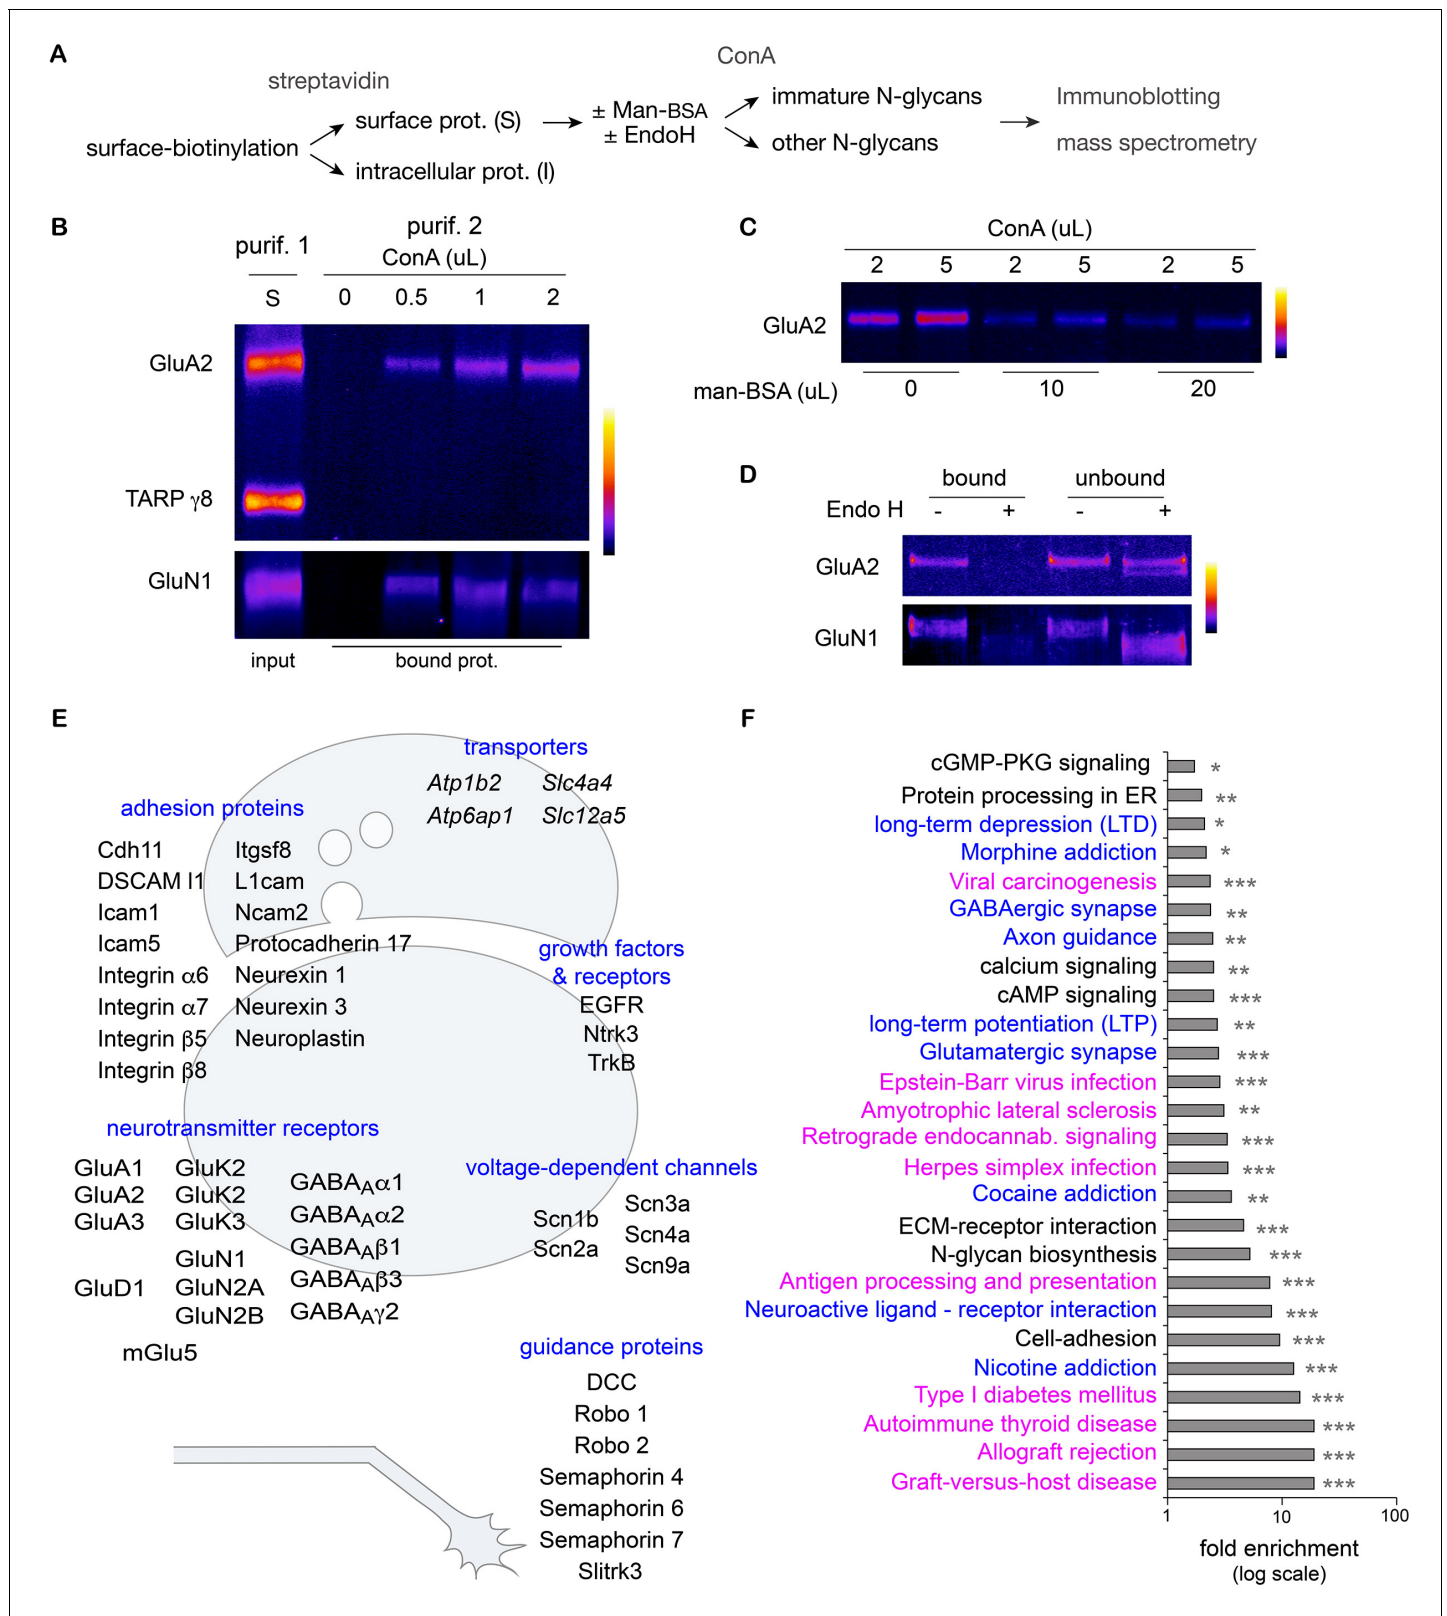 A
streptavidin
ConA
surface-biotinylation
surface prot. (S)
intracellular prot. (I)
± Man-BSA
± EndoH
immature N-glycans
other N-glycans
Immunoblotting
mass spectrometry
B
purif. 1
purif. 2
ConA (uL)
S 0 0.5 1 2
GluA2
TARP γ8
GluN1
input
bound prot.
C
ConA (uL)
2 5 2 5 2 5
GluA2
man-BSA (uL) 0 10 20
D
bound unbound
Endo H - + - +
GluA2
GluN1
E
transporters
Atp1b2 Slc4a4
Atp6ap1 Slc12a5
adhesion proteins
Cdh11 Itgsf8
DSCAM l1 L1cam
Icam1 Ncam2
Icam5 Protocadherin 17
Integrin α6 Neurexin 1
Integrin α7 Neurexin 3
Integrin β5 Neuroplastin
Integrin β8
growth factors
& receptors
EGFR
Ntrk3
TrkB
neurotransmitter receptors
GluA1 GluK2
GluA2 GluK2
GluA3 GluK3
GluN1
GluD1 GluN2A
GluN2B
mGlu5
GABAAα1
GABAAα2
GABAAβ1
GABAAβ3
GABAAγ2
voltage-dependent channels
Scn1b
Scn2a
Scn3a
Scn4a
Scn9a
guidance proteins
DCC
Robo 1
Robo 2
Semaphorin 4
Semaphorin 6
Semaphorin 7
Slitrk3
F
cGMP-PKG signaling *
Protein processing in ER **
long-term depression (LTD) *
Morphine addiction *
Viral carcinogenesis ***
GABAergic synapse **
Axon guidance **
calcium signaling **
cAMP signaling ***
long-term potentiation (LTP) **
Glutamatergic synapse ***
Epstein-Barr virus infection ***
Amyotrophic lateral sclerosis **
Retrograde endocannab. signaling ***
Herpes simplex infection ***
Cocaine addiction **
ECM-receptor interaction ***
N-glycan biosynthesis ***
Antigen processing and presentation ***
Neuroactive ligand - receptor interaction ***
Cell-adhesion ***
Nicotine addiction ***
Type I diabetes mellitus ***
Autoimmune thyroid disease ***
Allograft rejection ***
Graft-versus-host disease ***
1 10 100
fold enrichment
(log scale)